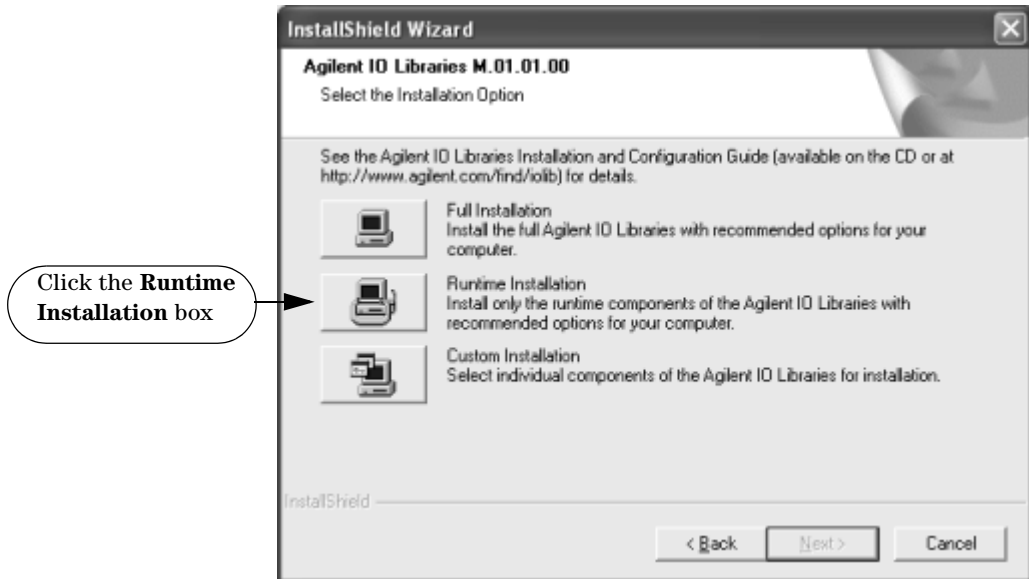 InstallShield Wizard
Agilent IO Libraries M.01.01.00
Select the Installation Option
See the Agilent IO Libraries Installation and Configuration Guide (available on the CD or at
http://www.agilent.com/find/iolib) for details.
Full Installation
Install the full Agilent IO Libraries with recommended options for your
computer.
Click the Runtime
Installation box
Runtime Installation
Install only the runtime components of the Agilent IO Libraries with
recommended options for your computer.
Custom Installation
Select individual components of the Agilent IO Libraries for installation.
InstallShield
< Back
Next >
Cancel